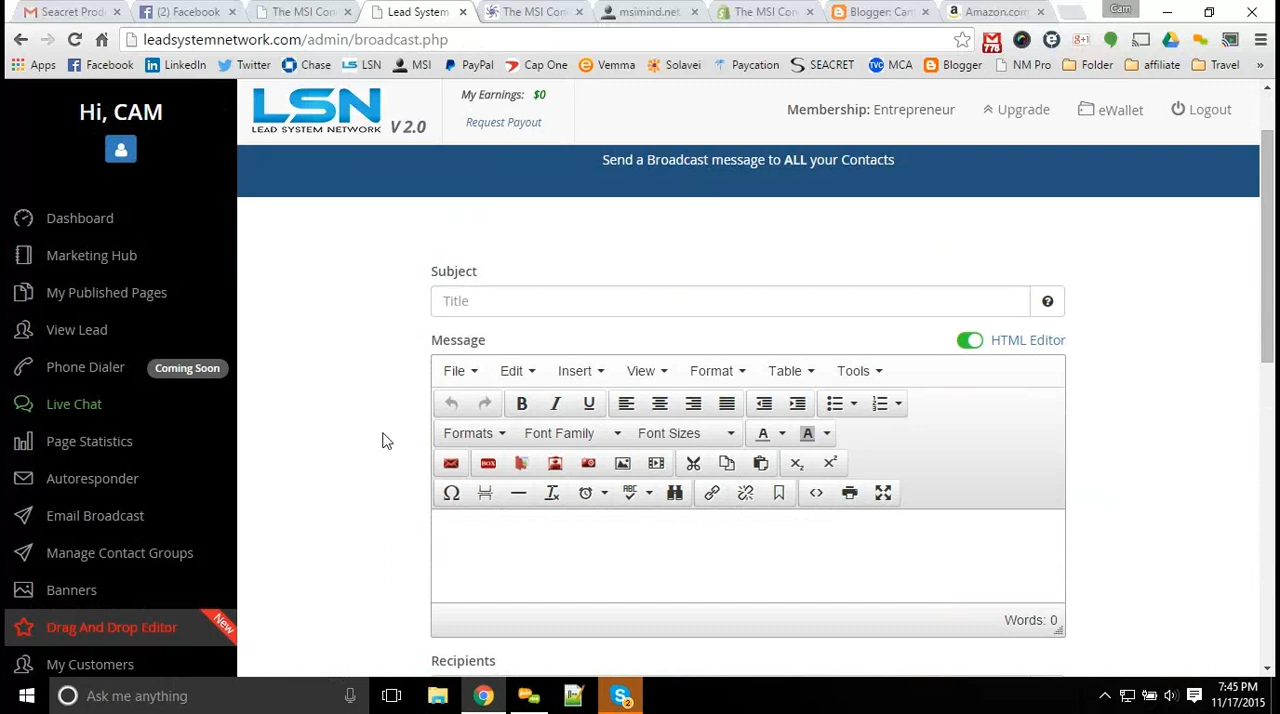 Seacret Prod
(2) Facebook
The MSI Con
Lead System
The MSI Con
msimind.net
The MSI Con
Blogger: Can
Amazon.com
Cam
leadsystemnetwork.com/admin/broadcast.php
Apps Facebook LinkedIn Twitter Chase LSN MSI PayPal Cap One Vemma Solavei Paycation SEACRET MCA Blogger NM Pro Folder affiliate Travel »
Hi, CAM
LSN
LEAD SYSTEM NETWORK
V 2.0
My Earnings: $0
Request Payout
Membership: Entrepreneur
Upgrade
eWallet
Logout
Send a Broadcast message to ALL your Contacts
Dashboard
Marketing Hub
My Published Pages
View Lead
Phone Dialer Coming Soon
Live Chat
Page Statistics
Autoresponder
Email Broadcast
Manage Contact Groups
Banners
Drag And Drop Editor New
My Customers
Subject
Title
Message
HTML Editor
File Edit Insert View Format Table Tools
B I U
Formats Font Family Font Sizes A A
BOX
Words: 0
Recipients
Ask me anything
7:45 PM
11/17/2015